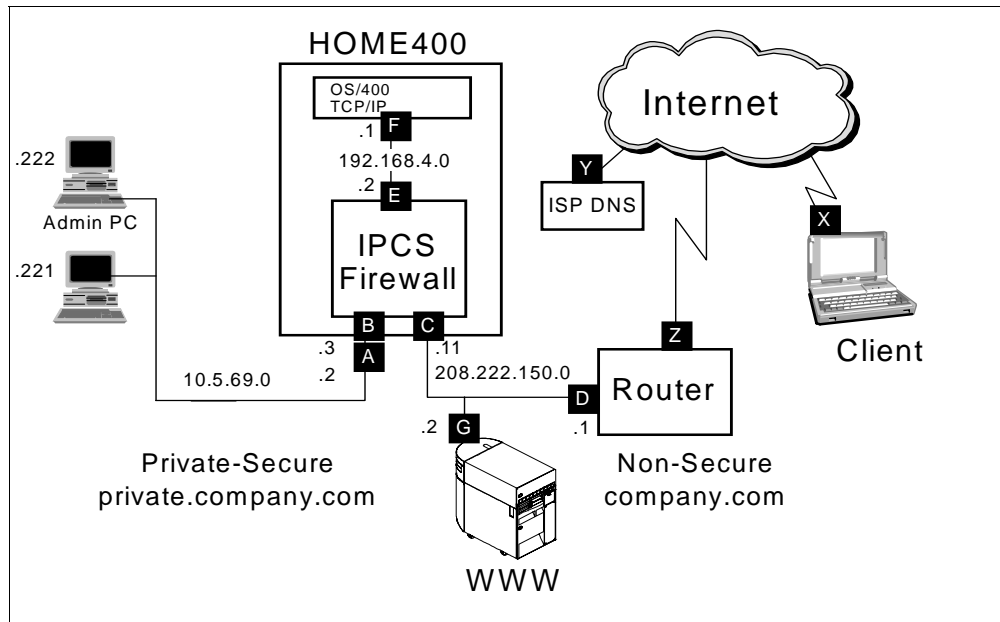 HOME400
OS/400
TCP/IP
F
.1
192.168.4.0
.2
E
IPCS
Firewall
B
C
.3
A
.11
.2
10.5.69.0
208.222.150.0
.222
Admin PC
.221
Internet
Y
ISP DNS
X
Client
Z
Router
D
.1
.2
G
WWW
Private-Secure
private.company.com
Non-Secure
company.com